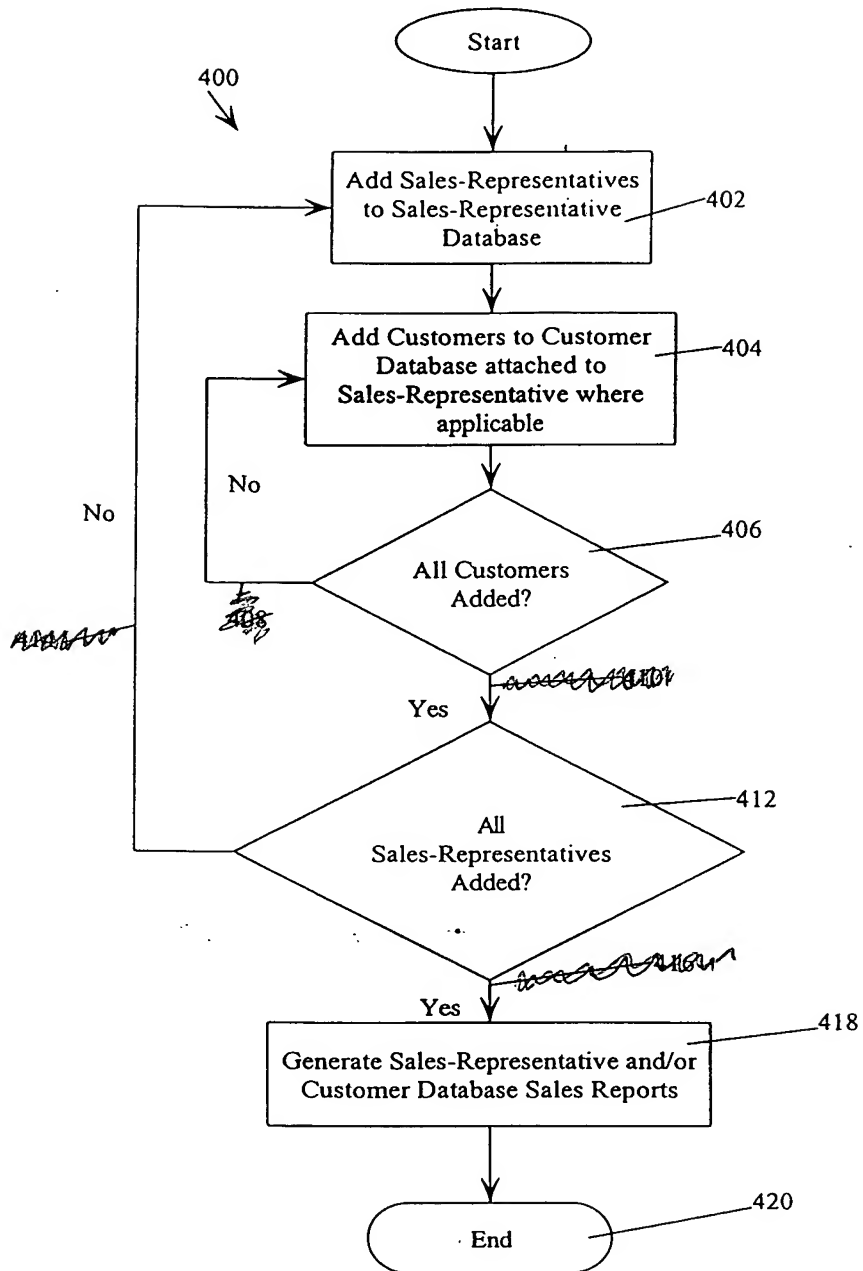 Start
400
Add Sales-Representatives
to Sales-Representative
Database
402
Add Customers to Customer
Database attached to
Sales-Representative where
applicable
404
No
No
406
All Customers
Added?
408
Yes
412
All
Sales-Representatives
Added?
Yes
418
Generate Sales-Representative and/or
Customer Database Sales Reports
420
End